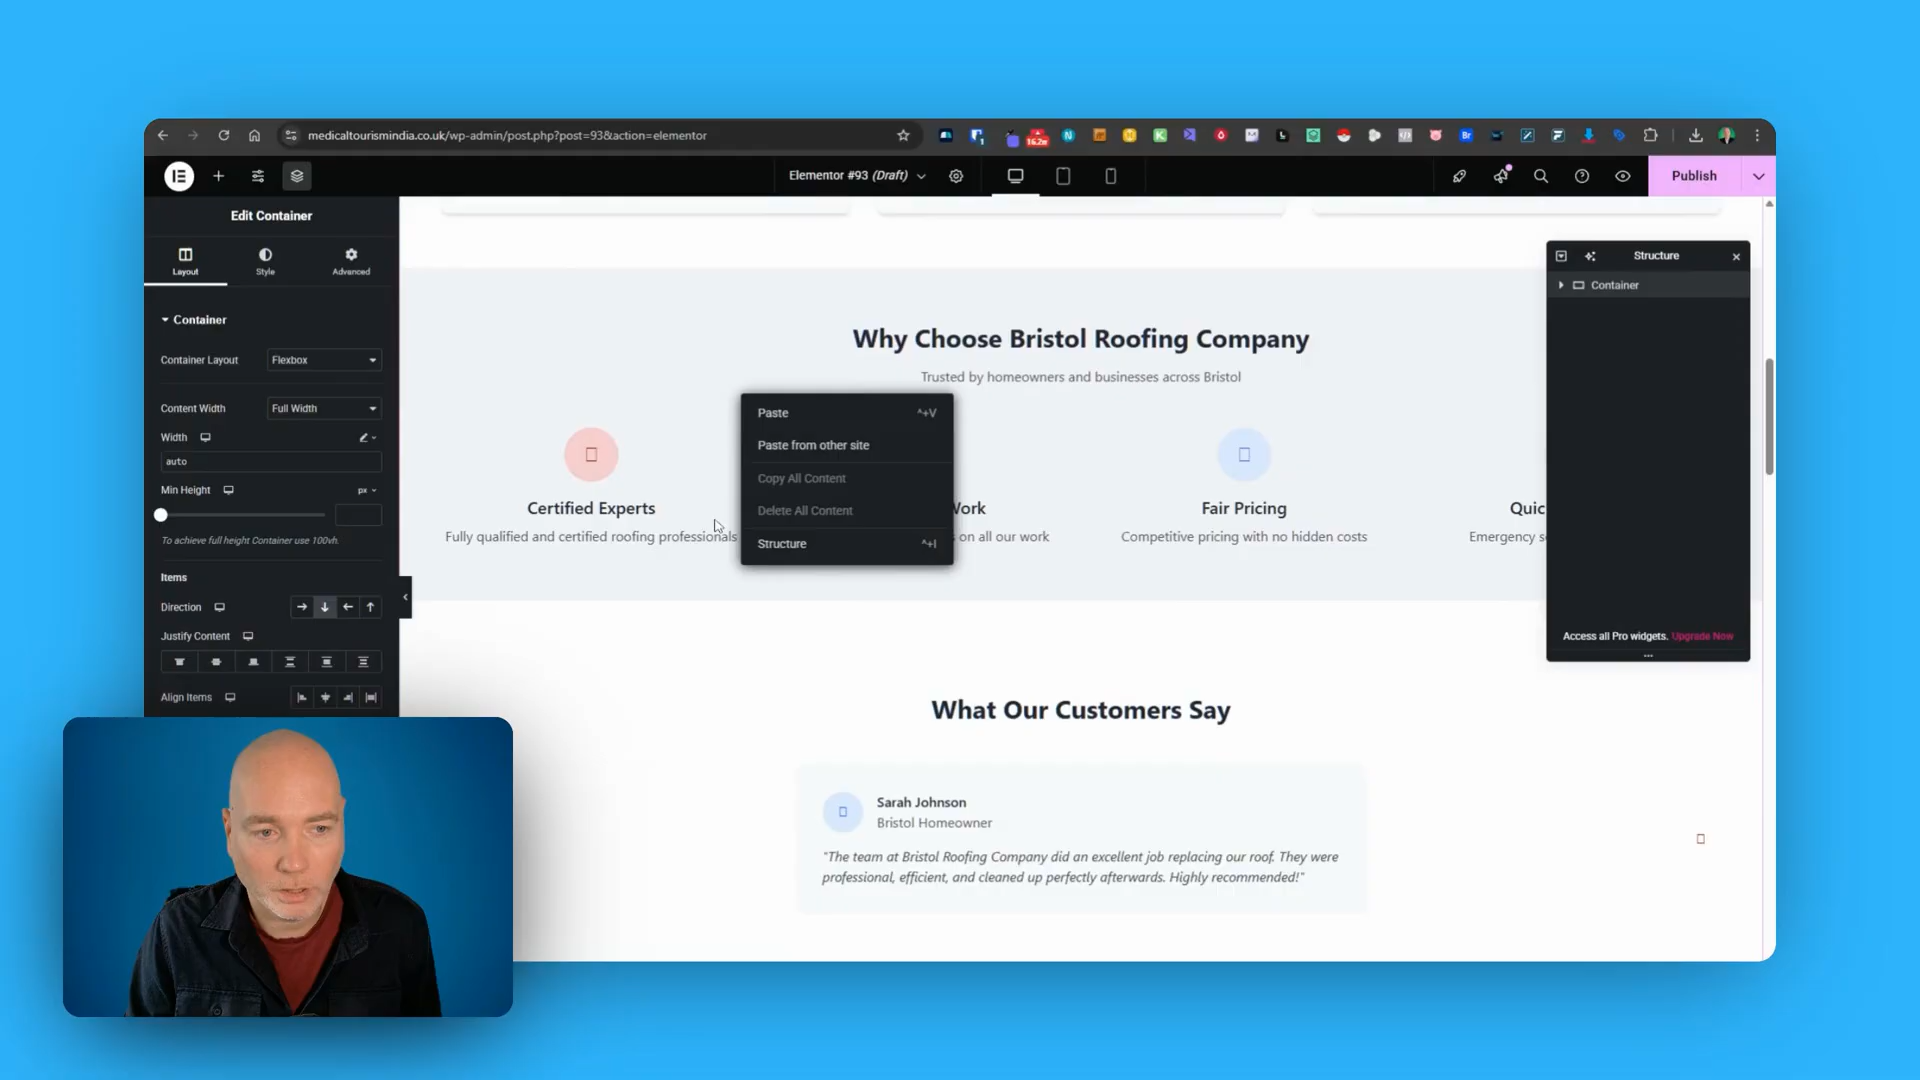 medicaltourismindia.co.uk/wp-admin/post.php?post=93&action=elementor
Elementor #93 (Draft)
Publish
Edit Container
Layout
Style
Advanced
Container
Container Layout
Flexbox
Content Width
Full Width
Width
auto
Min Height
px
To achieve full height Container use 100vh.
Items
Direction
Justify Content
Align Items
Why Choose Bristol Roofing Company
Trusted by homeowners and businesses across Bristol
Certified Experts
Fully qualified and certified roofing professionals
Paste ^+V
Paste from other site
Copy All Content
Delete All Content
Structure ^+I
Work
s on all our work
Fair Pricing
Competitive pricing with no hidden costs
Quic
Emergency s
Structure
Container
Access all Pro widgets. Upgrade Now
What Our Customers Say
Sarah Johnson
Bristol Homeowner
"The team at Bristol Roofing Company did an excellent job replacing our roof. They were
professional, efficient, and cleaned up perfectly afterwards. Highly recommended!"